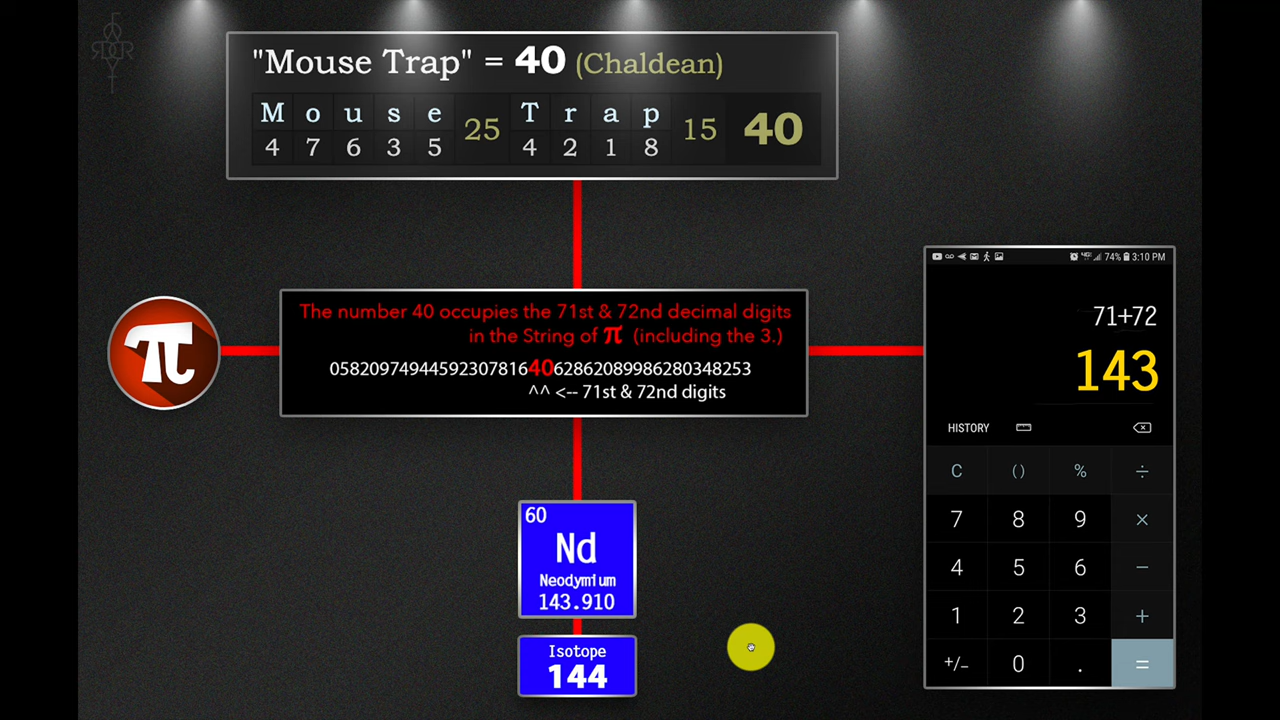 "Mouse Trap" = 40 (Chaldean)
M o u s e 25 T r a p 15 40
4 7 6 3 5 4 2 1 8
π
The number 40 occupies the 71st & 72nd decimal digits
in the String of π (including the 3.)
05820974944592307816406286208998628034825​3
^^ <-- 71st & 72nd digits
60
Nd
Neodymium
143.910
Isotope
144
74% 3:10 PM
71+72
143
HISTORY
C () % ÷
7 8 9 ×
4 5 6 −
1 2 3 +
+/− 0 . =